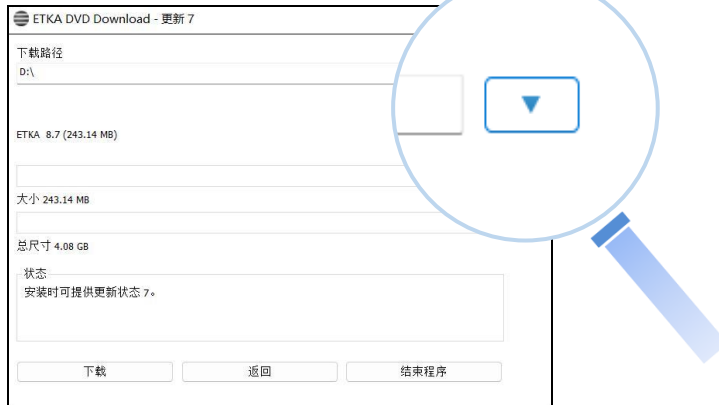 ETKA DVD Download - 更新 7
下载路径
D:\
ETKA 8.7 (243.14 MB)
大小 243.14 MB
总尺寸 4.08 GB
状态
安装时可提供更新状态 7。
下载 返回 结束程序